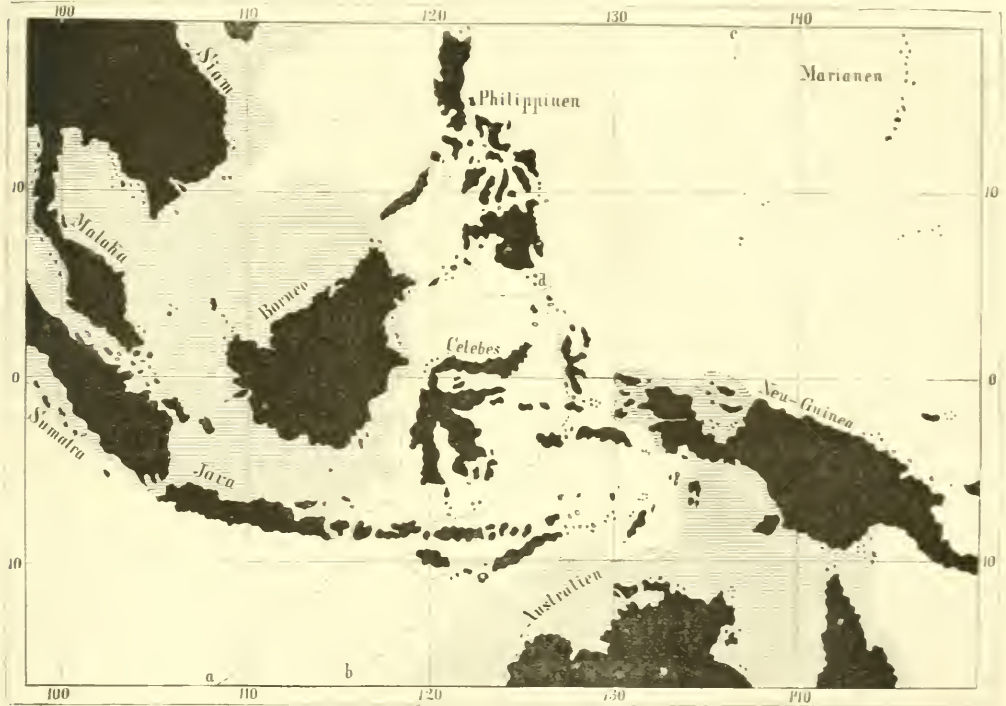 100 110 120 130 140
c
Siam
Marianen
Philippinen
10 10
Malaka
d
Borneo
Celebes
0 0
Neu-Guinea
Sumatra
Java
10 10
Australien
a b
100 110 120 130 140